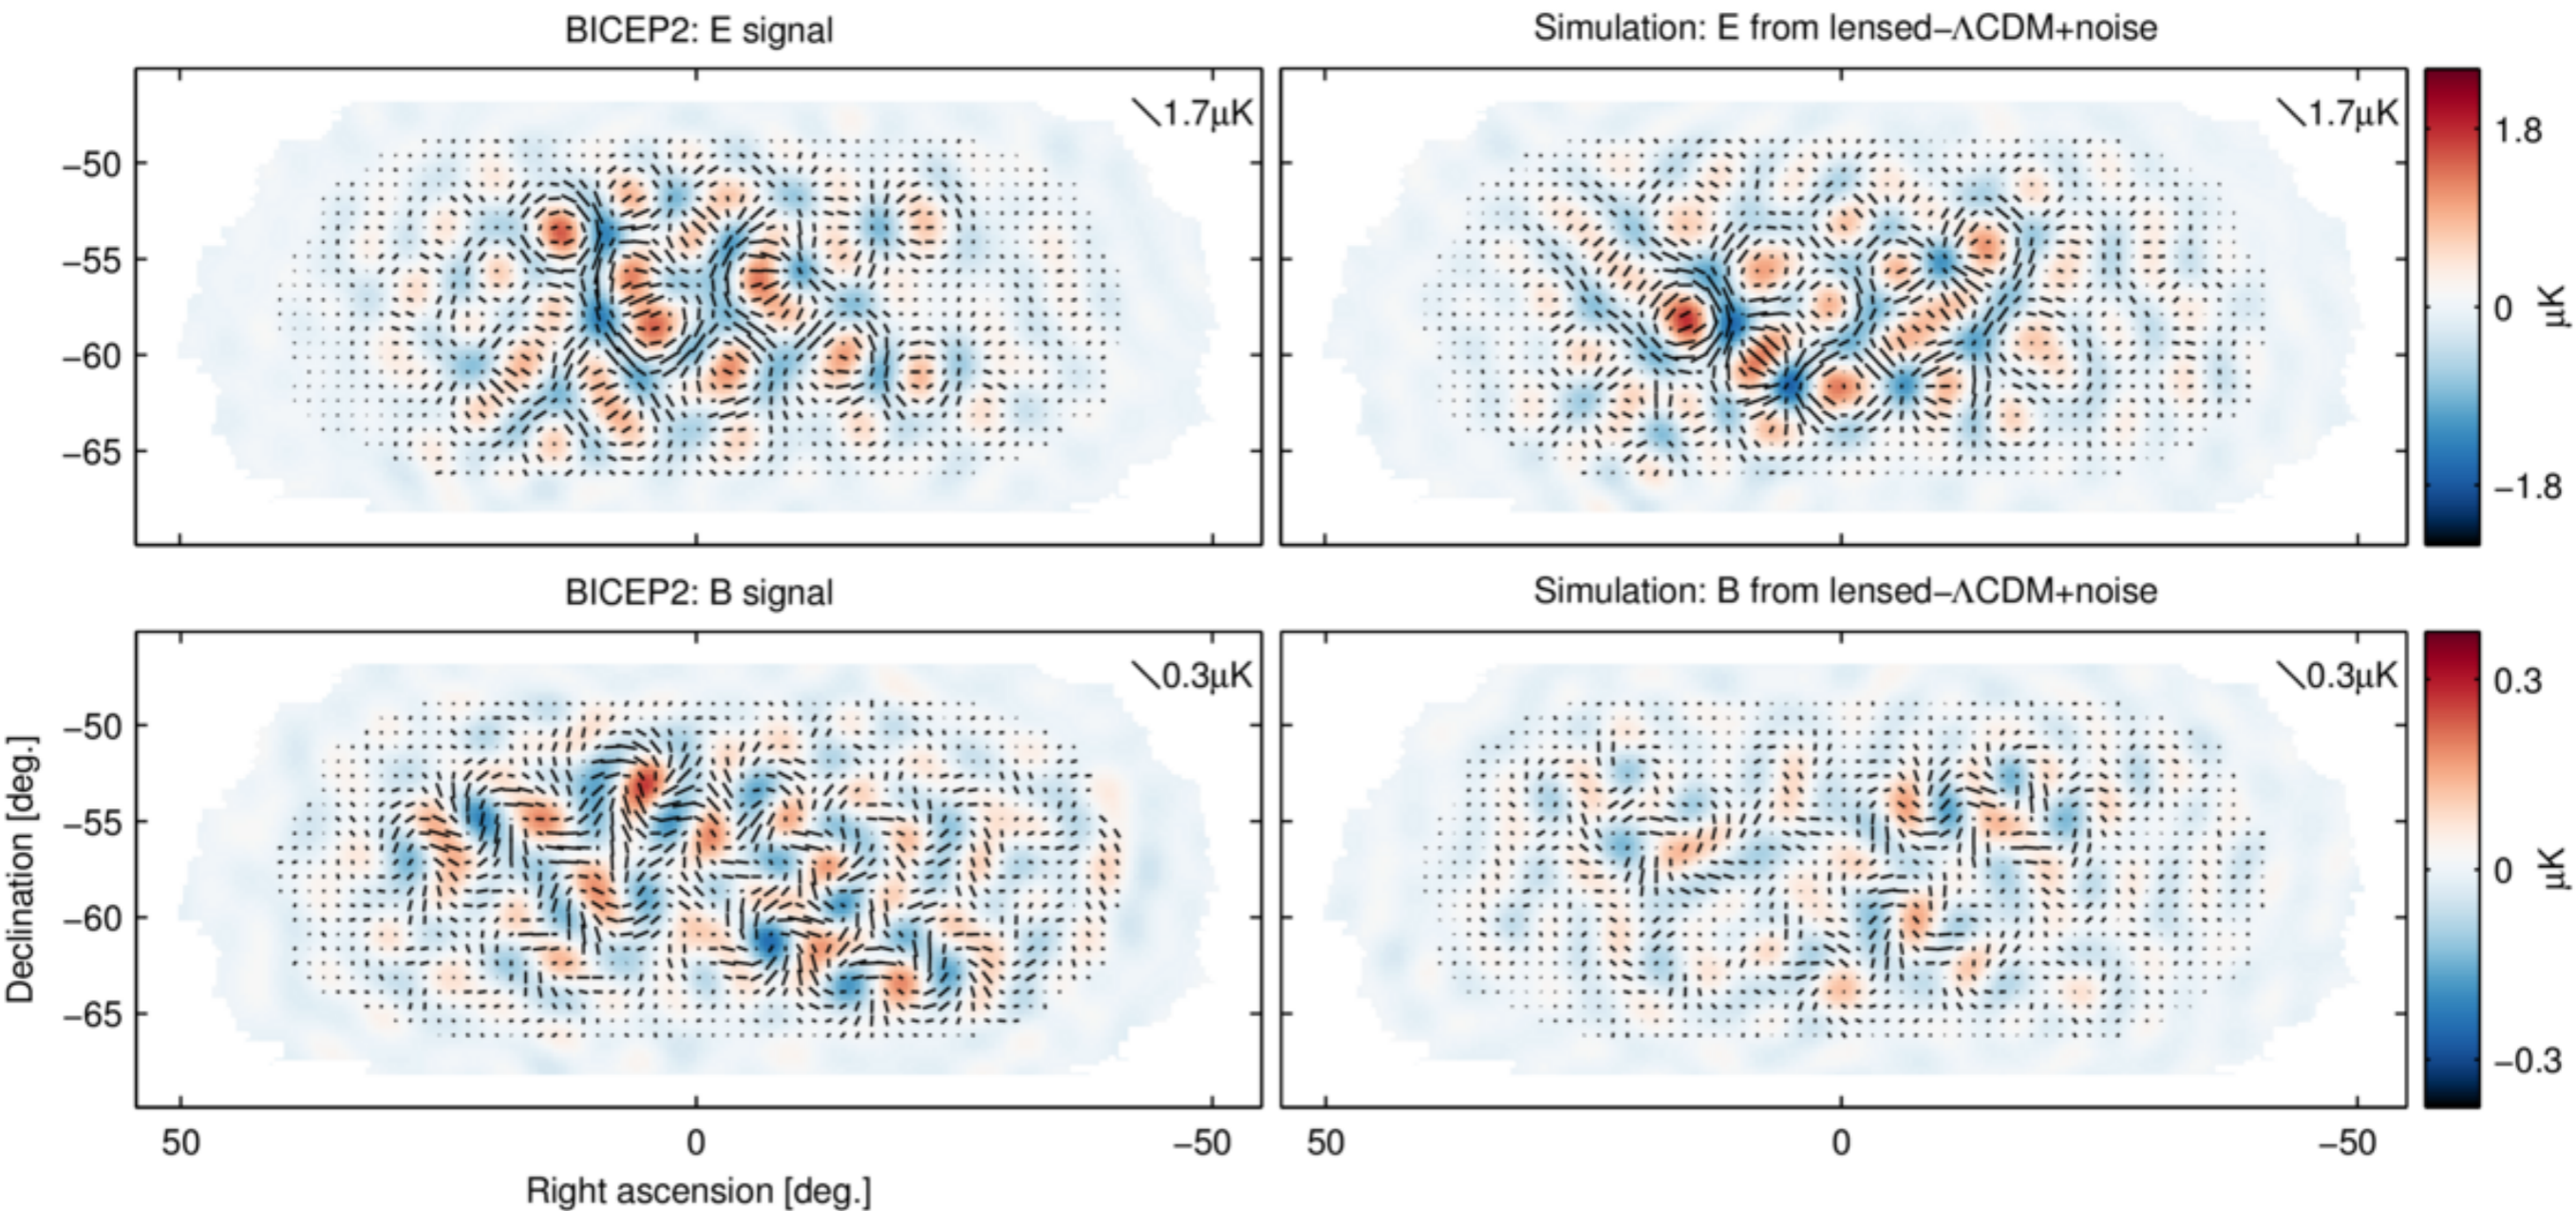 BICEP2: E signal
Simulation: E from lensed–ΛCDM+noise
1.7μK
1.7μK
−50
−55
−60
−65
1.8
0
−1.8
μK
BICEP2: B signal
Simulation: B from lensed–ΛCDM+noise
0.3μK
0.3μK
−50
−55
−60
−65
Declination [deg.]
0.3
0
−0.3
μK
50
0
−50
50
0
−50
Right ascension [deg.]